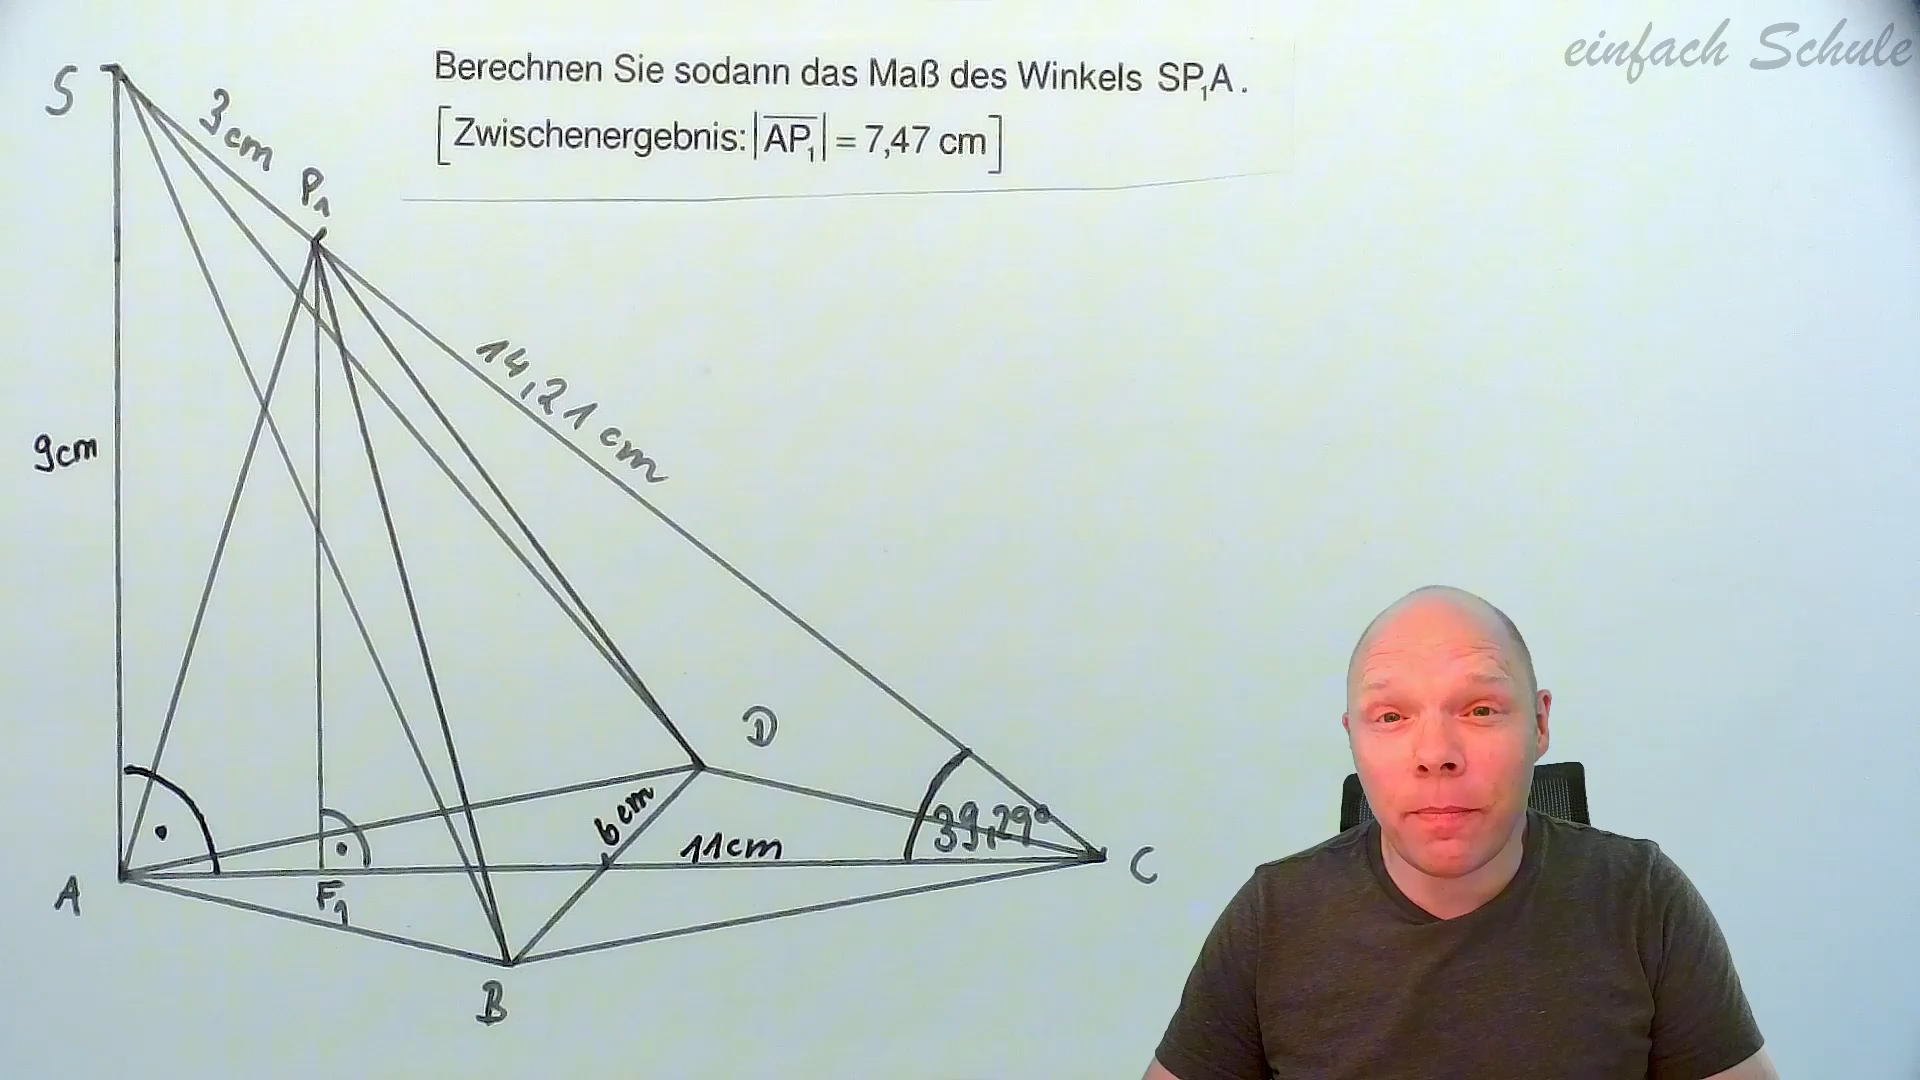 einfach Schule
Berechnen Sie sodann das Maß des Winkels SP₁A.
[Zwischenergebnis: |AP₁| = 7,47 cm]
S
3cm
P₁
14,21 cm
9cm
D
6cm
11cm
39,29°
C
A
F₁
B